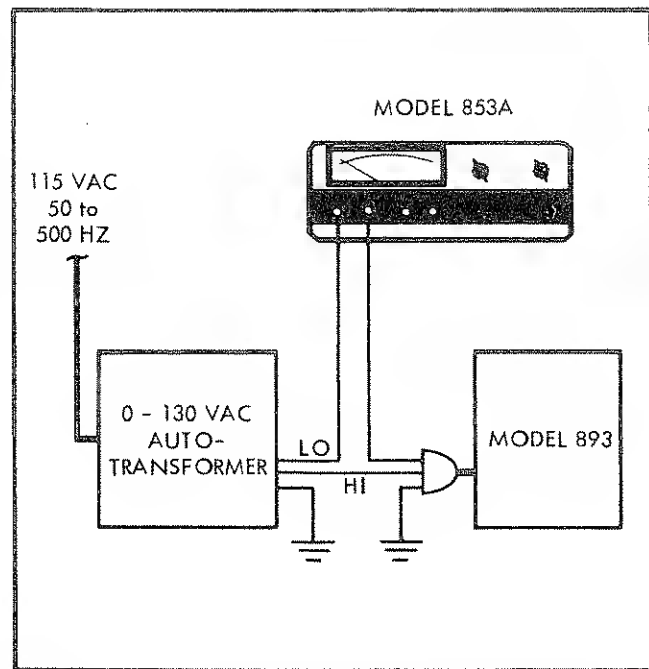 MODEL 853A
115 VAC
50 to
500 HZ
0 - 130 VAC
AUTO-
TRANSFORMER
LO
HI
MODEL 893